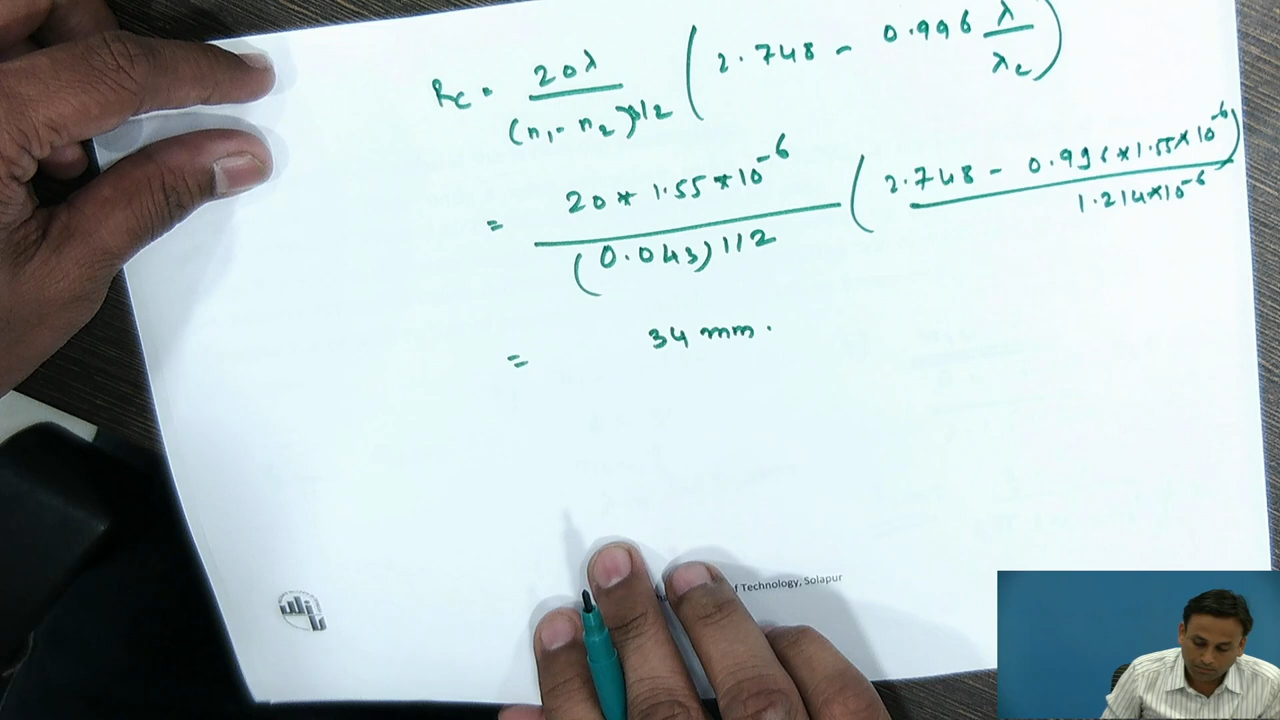 Rc = 20λ / (n1 - n2)^3/2 (2.748 - 0.996 λ/λc)
= 20 * 1.55 * 10^-6 / (0.043)^1/2 (2.748 - 0.996 * 1.55 * 10^-6 / 1.214 * 10^-6)
= 34 mm.
of Technology, Solapur